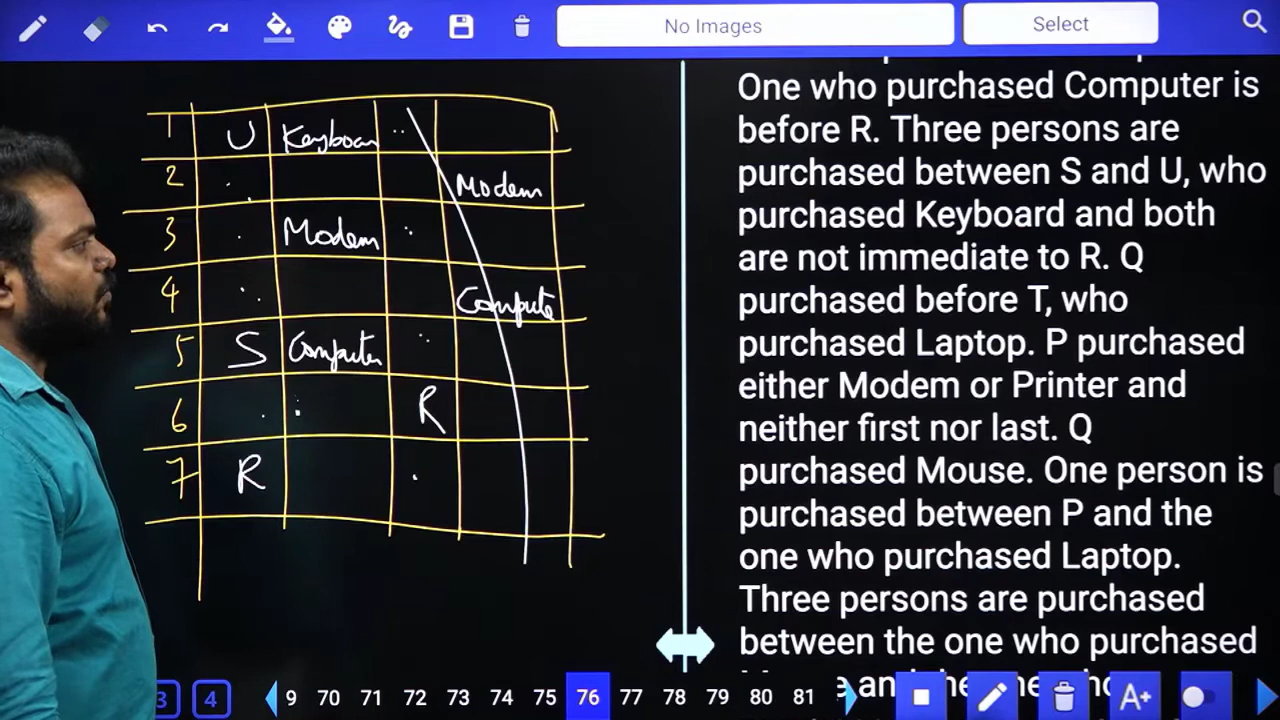 No Images
Select
1 U Keyboar
2 Modem
3 Modem
4 Compute
5 S Computer
6 R
7 R
One who purchased Computer is
before R. Three persons are
purchased between S and U, who
purchased Keyboard and both
are not immediate to R. Q
purchased before T, who
purchased Laptop. P purchased
either Modem or Printer and
neither first nor last. Q
purchased Mouse. One person is
purchased between P and the
one who purchased Laptop.
Three persons are purchased
between the one who purchased
3 4 9 70 71 72 73 74 75 76 77 78 79 80 81 A+